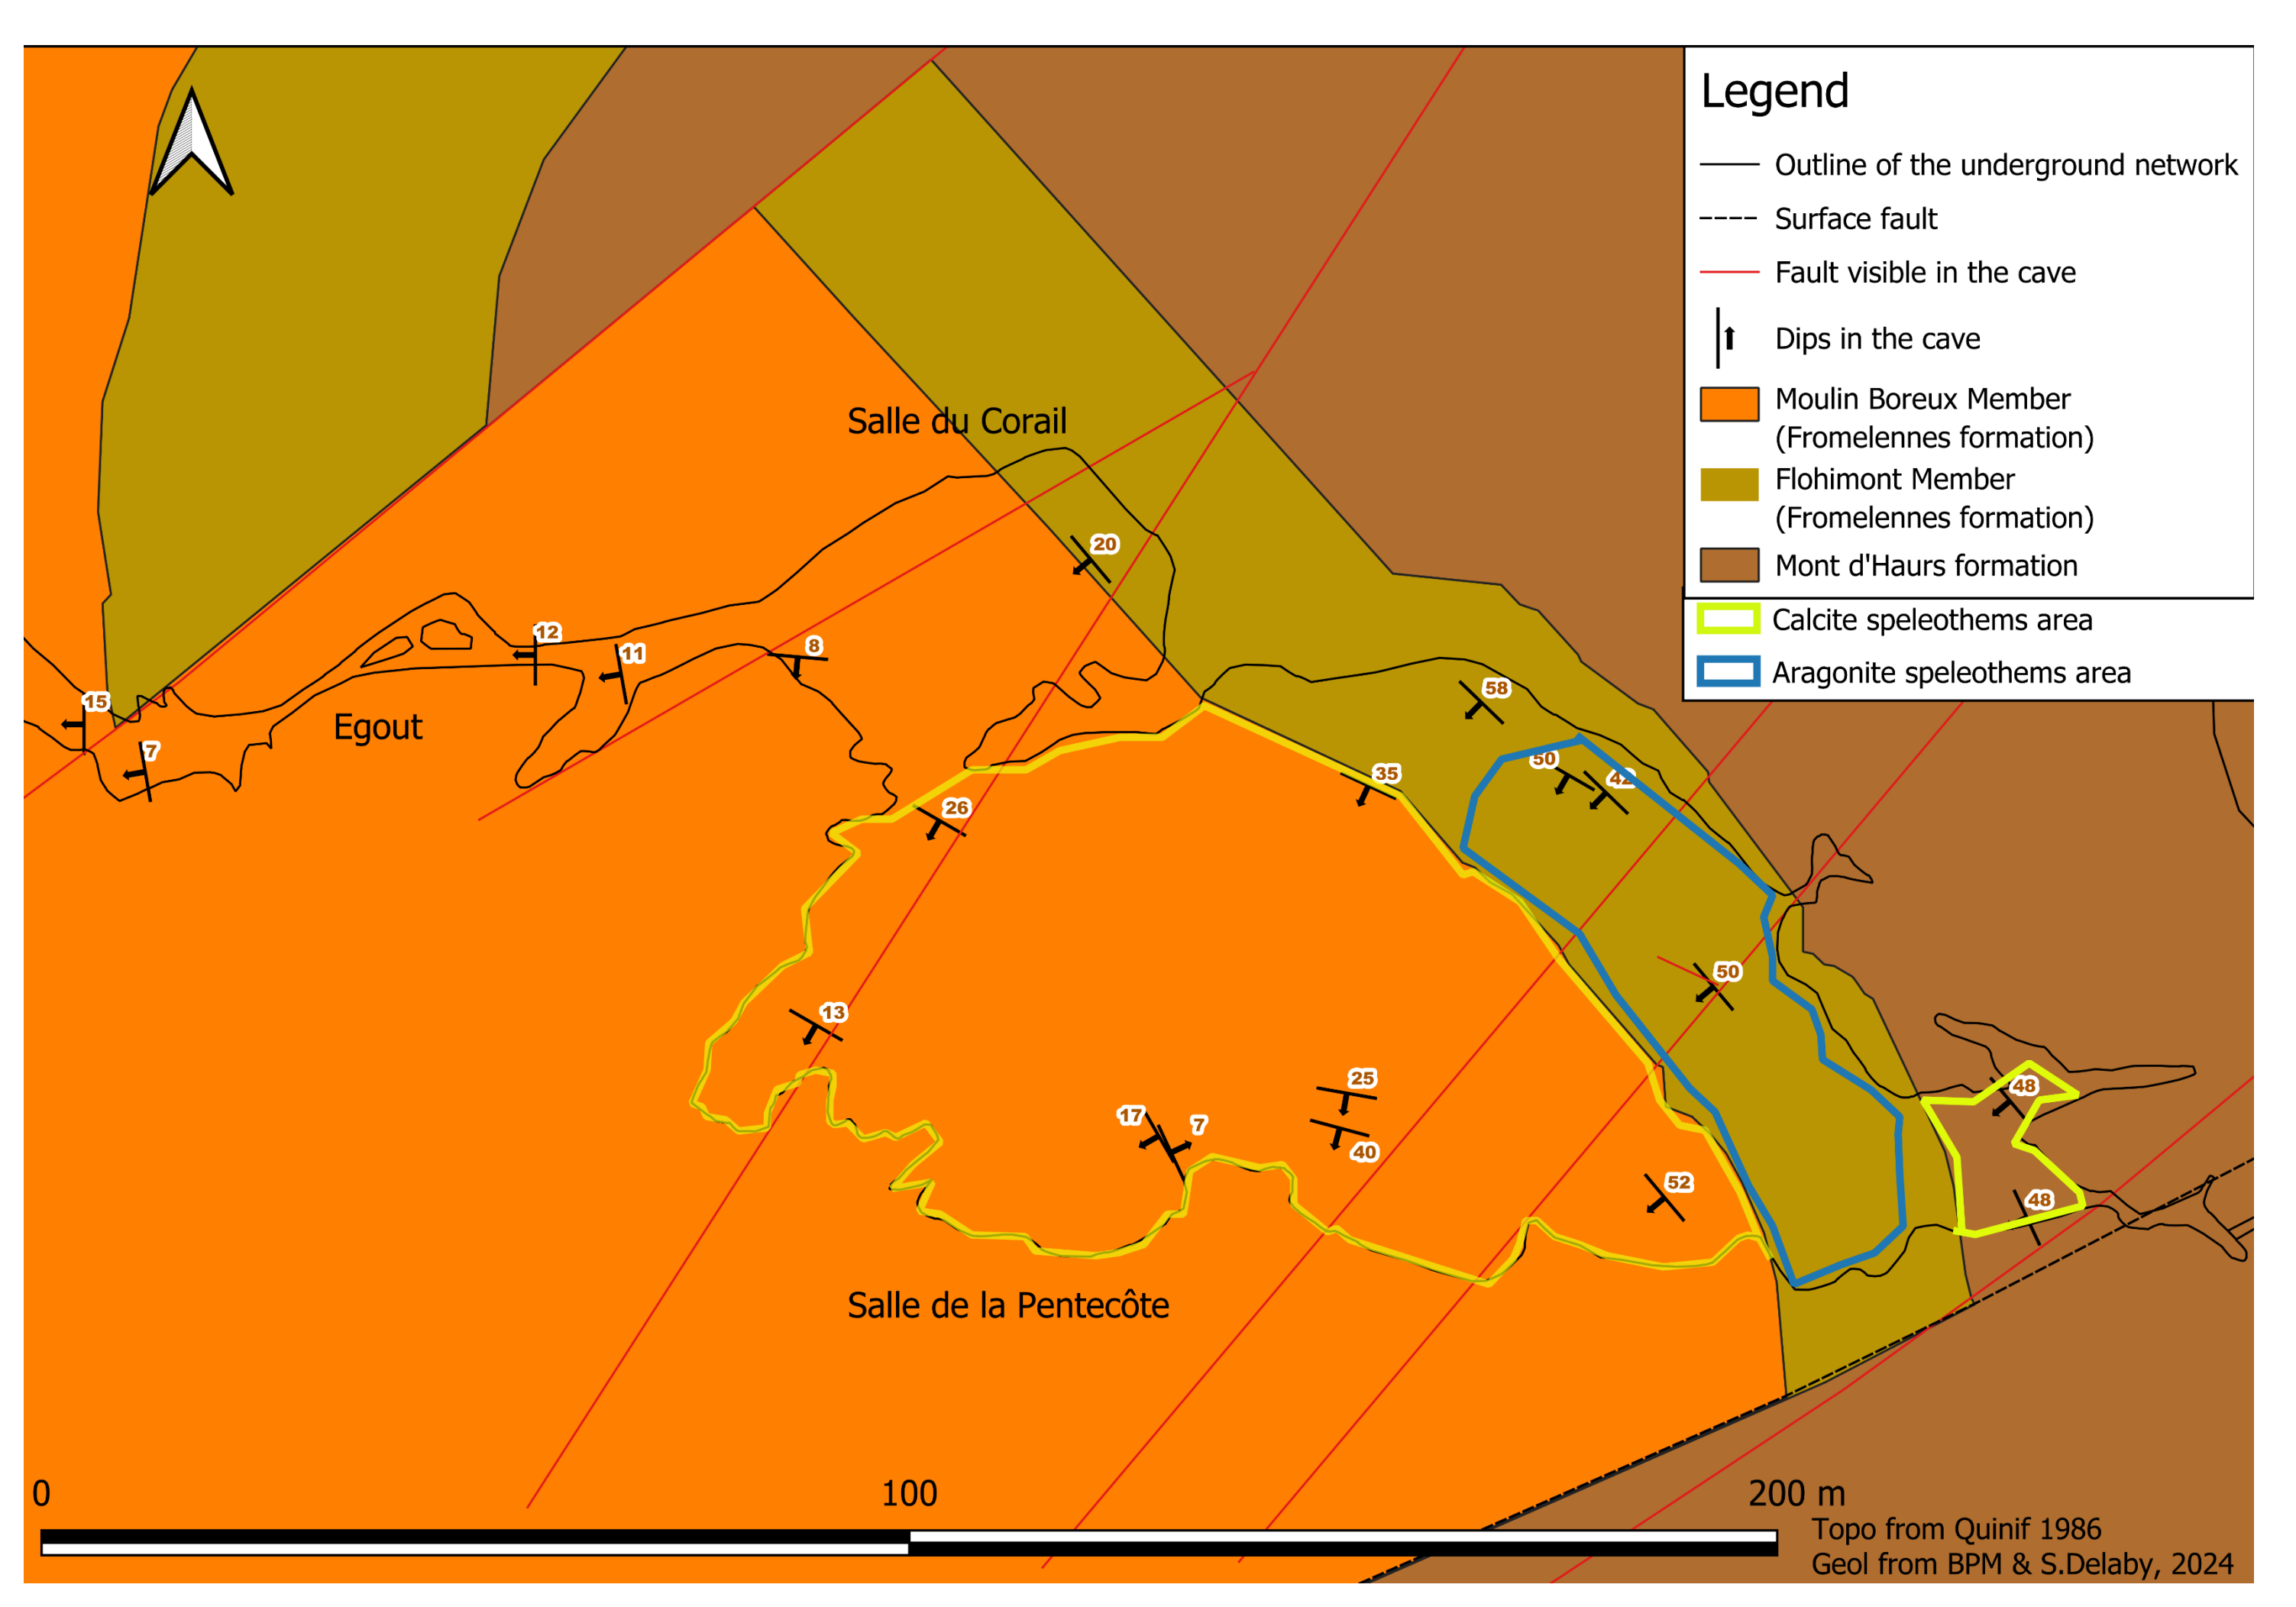 Legend
Outline of the underground network
Surface fault
Fault visible in the cave
Dips in the cave
Moulin Boreux Member
(Fromelennes formation)
Flohimont Member
(Fromelennes formation)
Mont d'Haurs formation
Calcite speleothems area
Aragonite speleothems area
Salle du Corail
20
12
11
8
58
15
Egout
7
50
42
35
26
50
13
25
48
17
7
40
52
48
Salle de la Pentecôte
0
100
200 m
Topo from Quinif 1986
Geol from BPM & S.Delaby, 2024